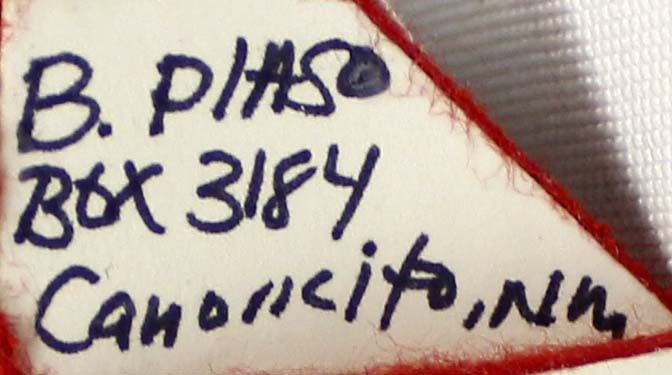 B. PIASO
BOX 3184
Canoncito, Nm,